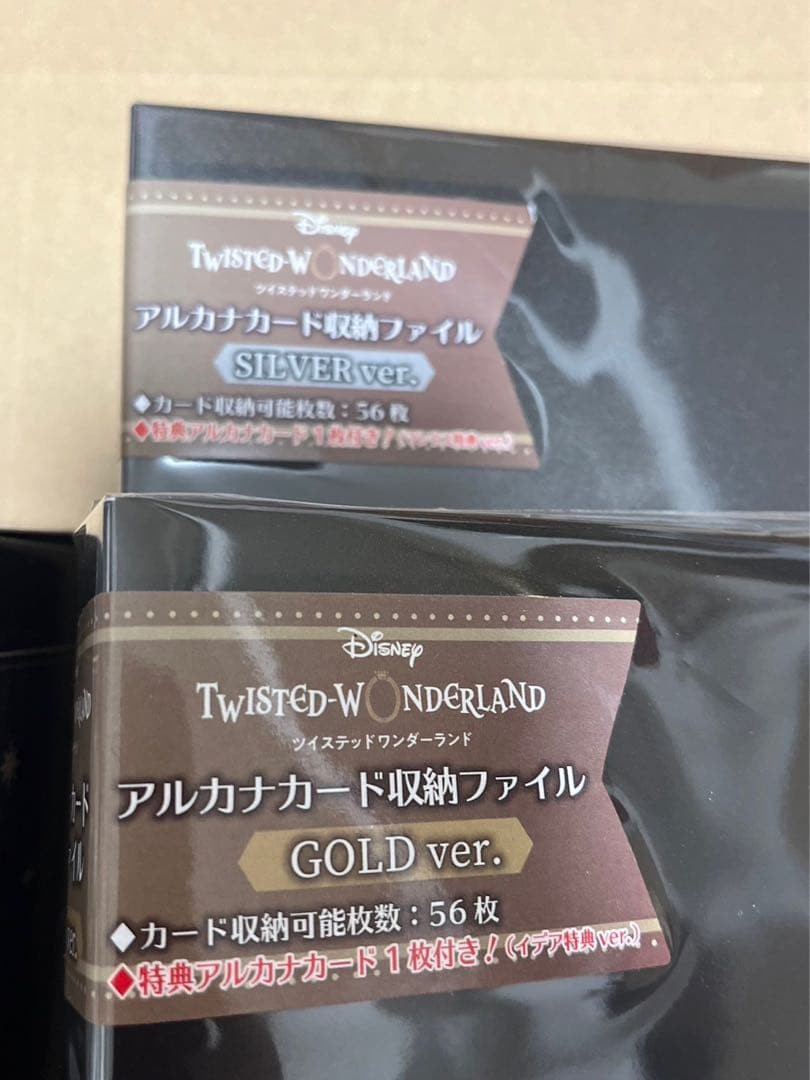 Disney
TWISTED-WONDERLAND
ツイステッドワンダーランド
アルカナカード収納ファイル
SILVER ver.
◆カード収納可能枚数：56枚
◆特典アルカナカード1枚付き！
Disney
TWISTED-WONDERLAND
ツイステッドワンダーランド
アルカナカード収納ファイル
GOLD ver.
◆カード収納可能枚数：56枚
◆特典アルカナカード1枚付き！（イデア特典ver.）